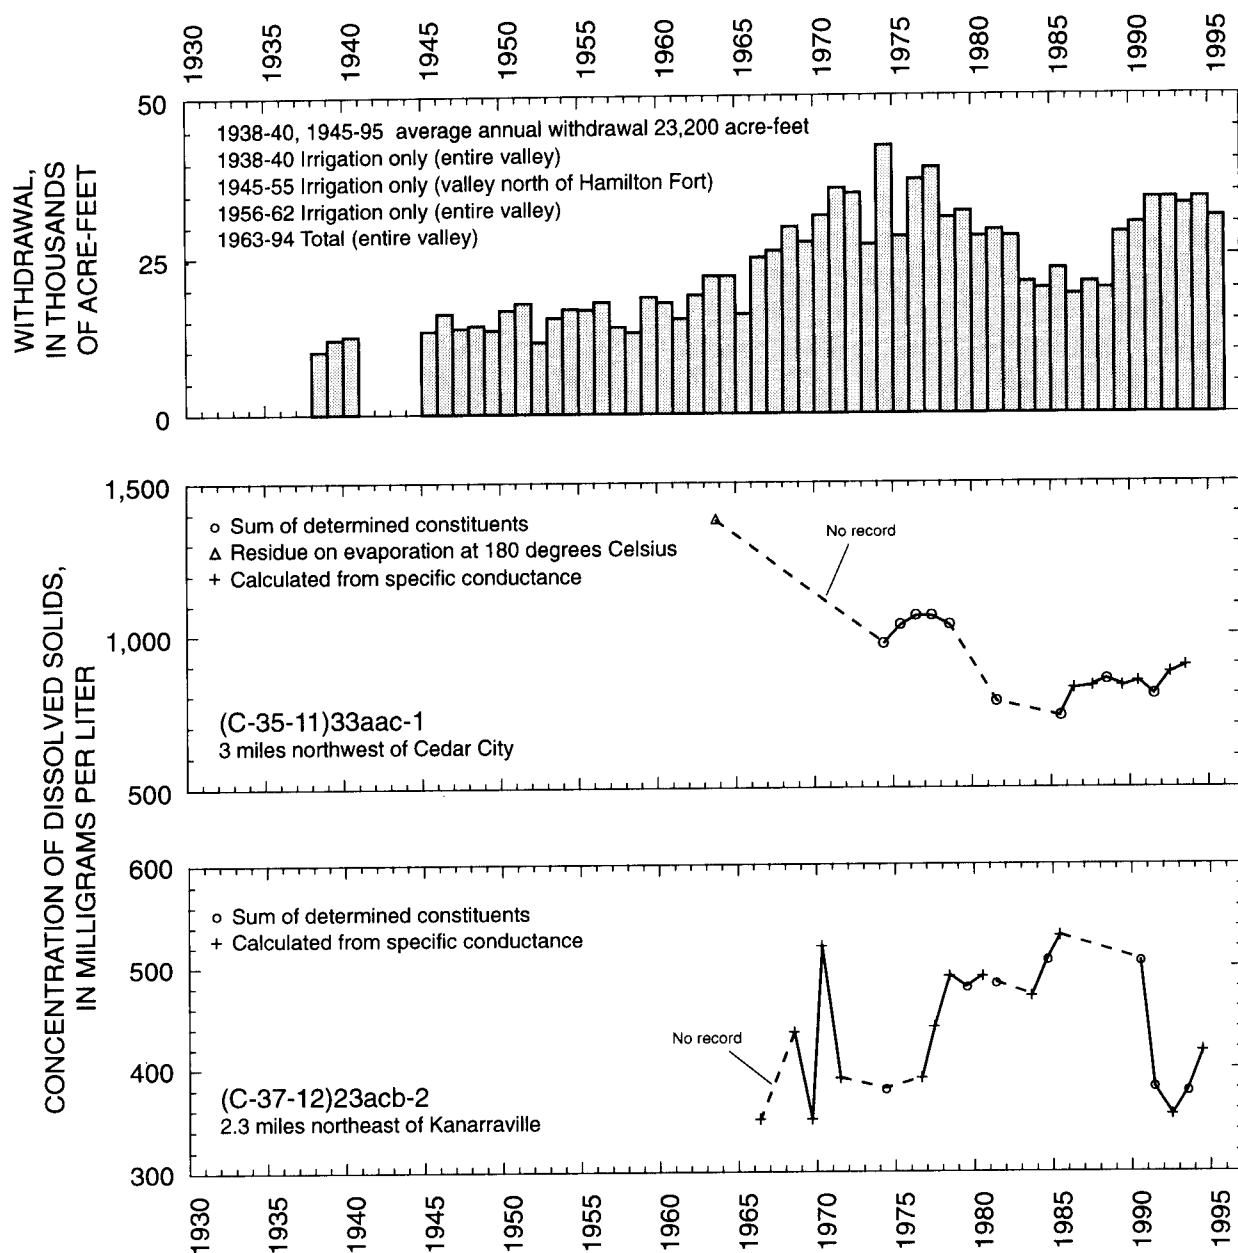 1930 1935 1940 1945 1950 1955 1960 1965 1970 1975 1980 1985 1990 1995
WITHDRAWAL,
IN THOUSANDS
OF ACRE-FEET
50
25
0
1938-40, 1945-95 average annual withdrawal 23,200 acre-feet
1938-40 Irrigation only (entire valley)
1945-55 Irrigation only (valley north of Hamilton Fort)
1956-62 Irrigation only (entire valley)
1963-94 Total (entire valley)
CONCENTRATION OF DISSOLVED SOLIDS,
IN MILLIGRAMS PER LITER
1,500
1,000
500
Sum of determined constituents
Residue on evaporation at 180 degrees Celsius
Calculated from specific conductance
No record
(C-35-11)33aac-1
3 miles northwest of Cedar City
600
500
400
300
Sum of determined constituents
Calculated from specific conductance
No record
(C-37-12)23acb-2
2.3 miles northeast of Kanarraville
1930 1935 1940 1945 1950 1955 1960 1965 1970 1975 1980 1985 1990 1995